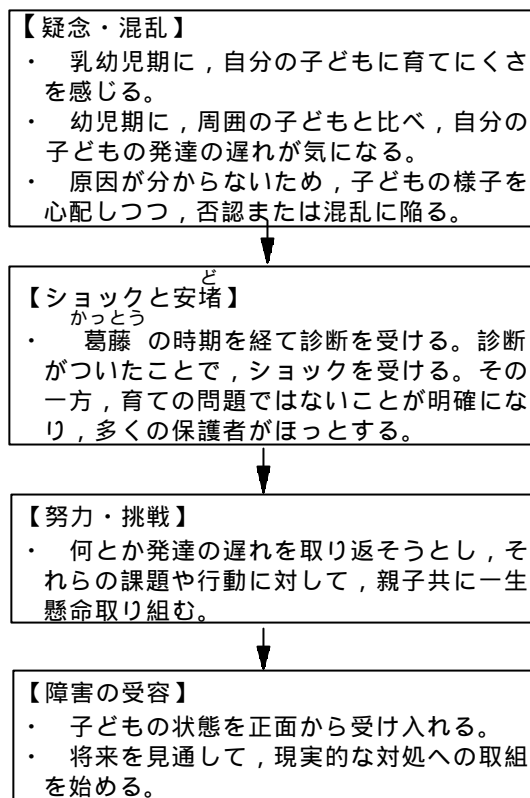 【疑念・混乱】
・　乳幼児期に，自分の子どもに育てにくさ
を感じる。
・　幼児期に，周囲の子どもと比べ，自分の
子どもの発達の遅れが気になる。
・　原因が分からないため，子どもの様子を
心配しつつ，否認または混乱に陥る。
ど
【ショックと安堵】
かっとう
・　葛藤の時期を経て診断を受ける。診断
がついたことで，ショックを受ける。その
一方，育ての問題ではないことが明確にな
り，多くの保護者がほっとする。
【努力・挑戦】
・　何とか発達の遅れを取り返そうとし，そ
れらの課題や行動に対して，親子共に一生
懸命取り組む。
【障害の受容】
・　子どもの状態を正面から受け入れる。
・　将来を見通して，現実的な対処への取組
を始める。